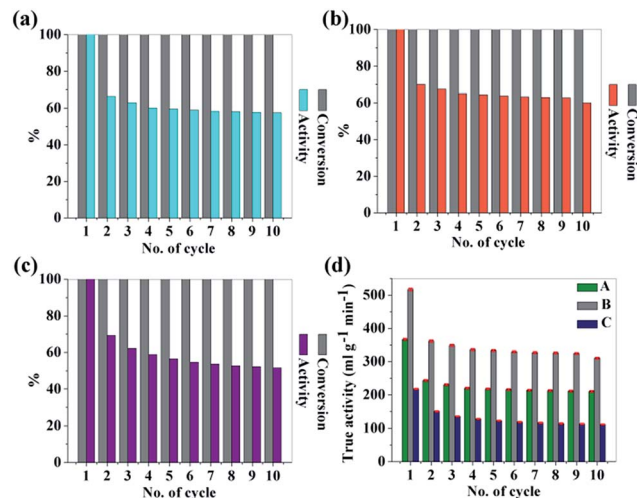 (a)
100
80
60
40
20
0
%
1 2 3 4 5 6 7 8 9 10
No. of cycle
Activity
Conversion
(b)
100
80
60
40
20
0
%
1 2 3 4 5 6 7 8 9 10
No. of cycle
Activity
Conversion
(c)
100
80
60
40
20
0
%
1 2 3 4 5 6 7 8 9 10
No. of cycle
Activity
Conversion
(d)
A
B
C
500
400
300
200
100
0
True activity (ml g⁻¹ min⁻¹)
1 2 3 4 5 6 7 8 9 10
No. of cycle